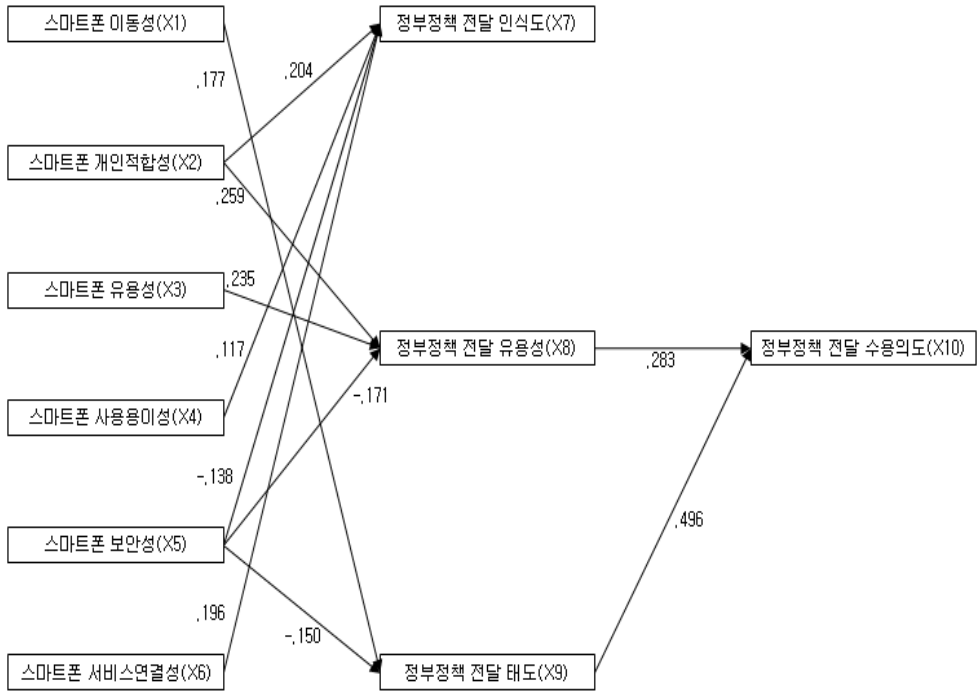 스마트폰 이동성(X1)
정부정책 전달 인식도(X7)
.177
.204
스마트폰 개인적합성(X2)
.259
스마트폰 유용성(X3)
.235
정부정책 전달 유용성(X8)
정부정책 전달 수용의도(X10)
.117
.283
-.171
스마트폰 사용용이성(X4)
-.138
.496
스마트폰 보안성(X5)
.196
-.150
스마트폰 서비스연결성(X6)
정부정책 전달 태도(X9)